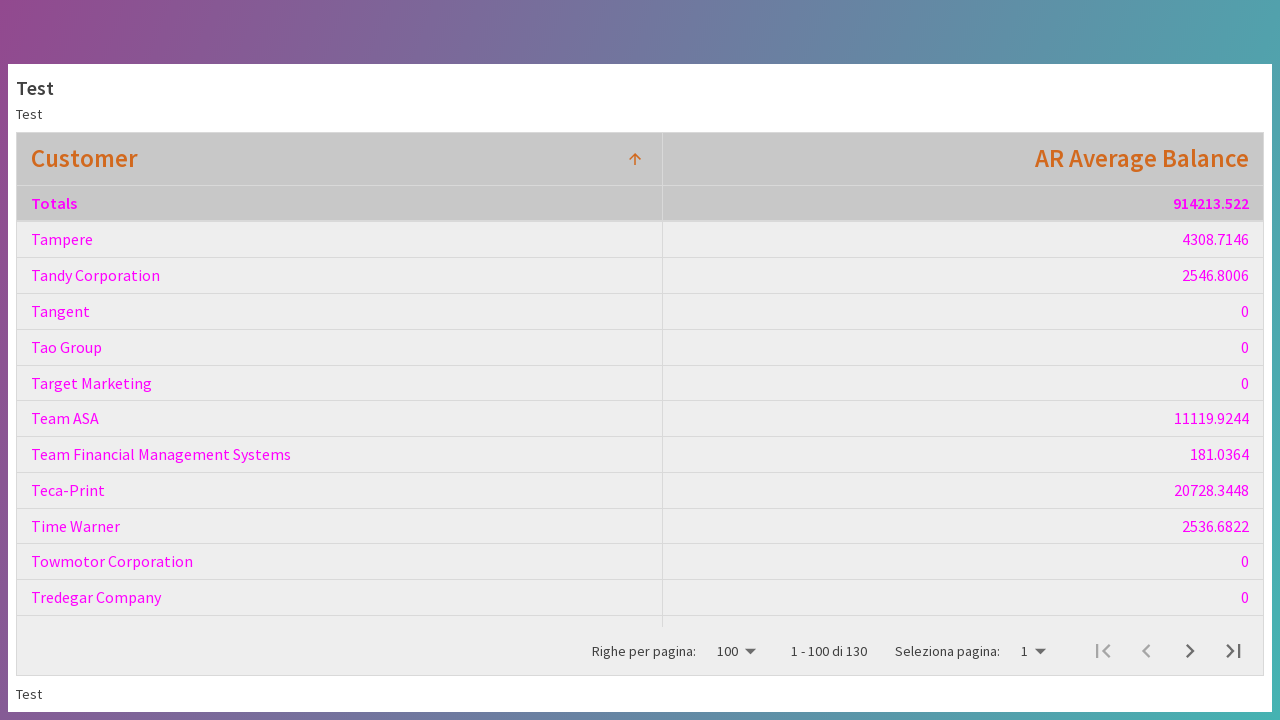 Test
Test
Customer AR Average Balance
Totals 914213.522
Tampere 4308.7146
Tandy Corporation 2546.8006
Tangent 0
Tao Group 0
Target Marketing 0
Team ASA 11119.9244
Team Financial Management Systems 181.0364
Teca-Print 20728.3448
Time Warner 2536.6822
Towmotor Corporation 0
Tredegar Company 0
Righe per pagina: 100 1 - 100 di 130 Seleziona pagina: 1
Test